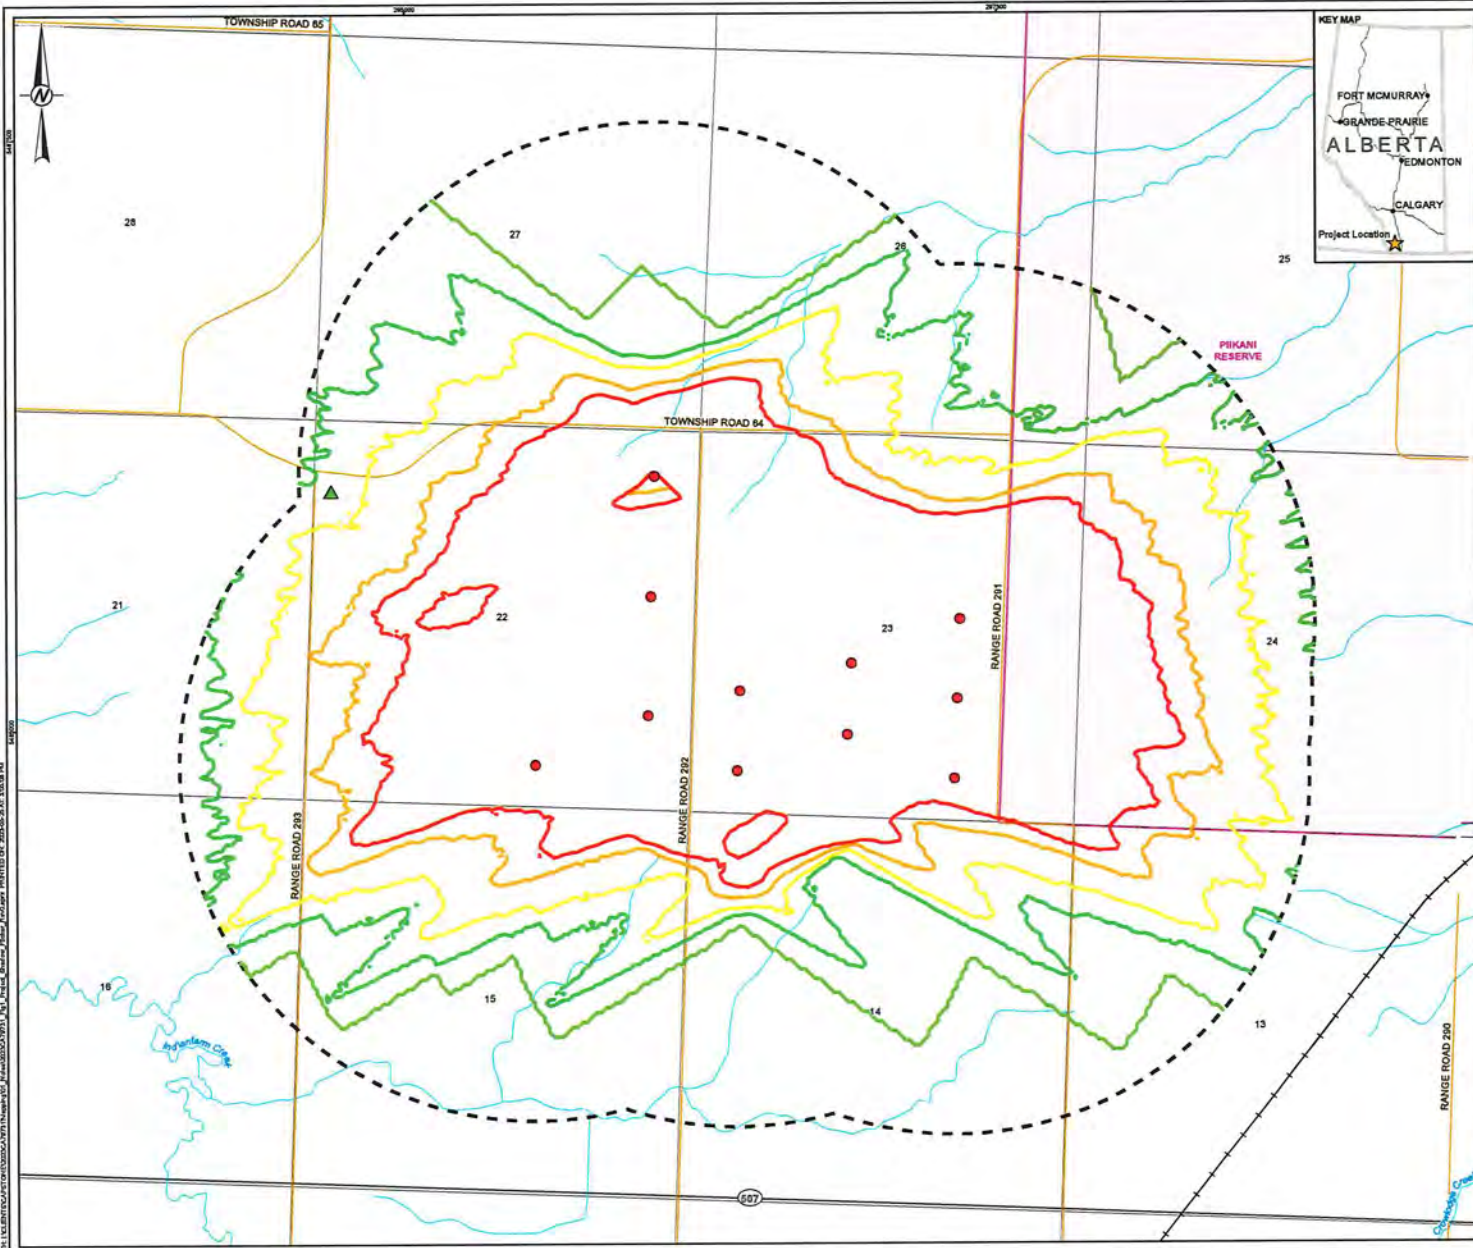 TOWNSHIP ROAD 65
KEY MAP
FORT MCMURRAY
GRANDE PRAIRIE
ALBERTA
EDMONTON
CALGARY
Project Location
N
28
27
26
25
PIIKANI
RESERVE
TOWNSHIP ROAD 64
21
22
23
24
RANGE ROAD 291
RANGE ROAD 292
RANGE ROAD 293
16
15
14
13
Indianfarm Creek
RANGE ROAD 290
507
Crowlodge Creek